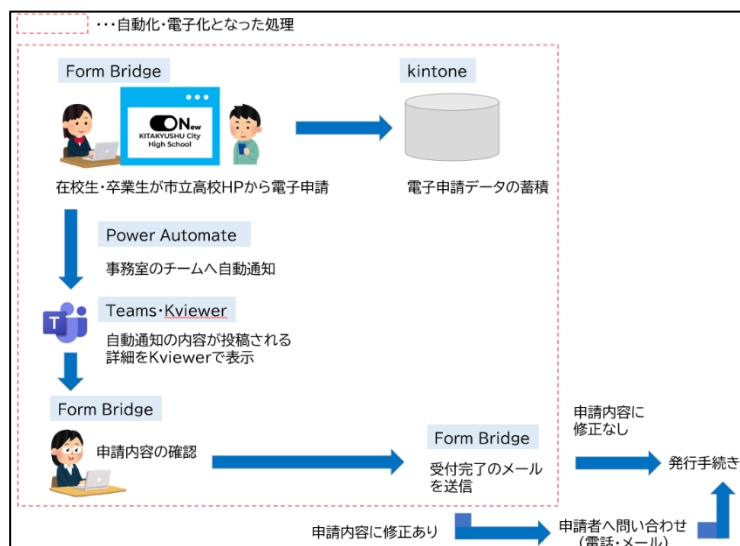 ・・・自動化・電子化となった処理
Form Bridge
kintone
ON New
KITAKYUSHU City
High School
在校生・卒業生が市立高校HPから電子申請
電子申請データの蓄積
Power Automate
事務室のチームへ自動通知
T
Teams・Kviewer
自動通知の内容が投稿される
詳細をKviewerで表示
Form Bridge
申請内容の確認
Form Bridge
受付完了のメール
を送信
申請内容に
修正なし
発行手続き
申請内容に修正あり
申請者へ問い合わせ
(電話・メール)